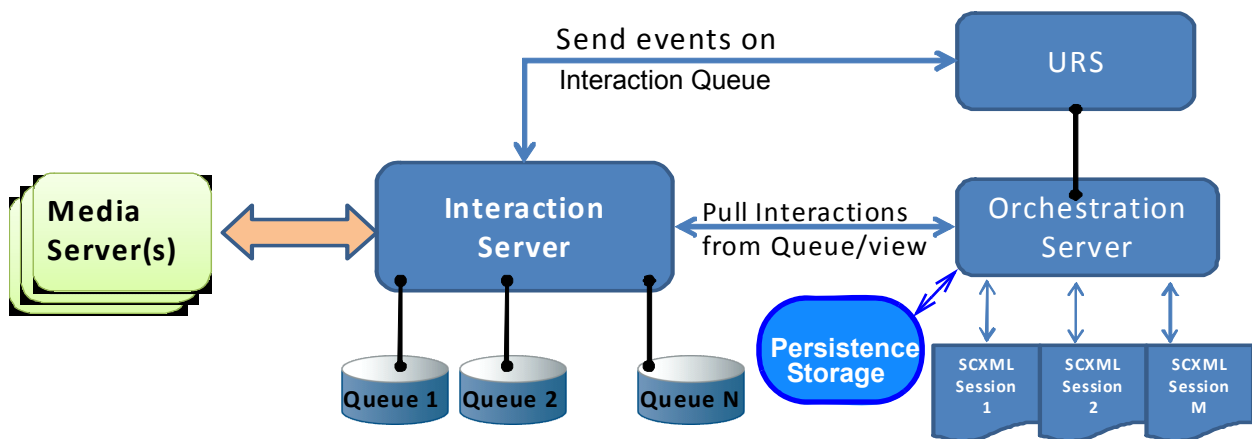 Send events on
Interaction Queue
URS
Media
Server(s)
Interaction
Server
Pull Interactions
from Queue/view
Orchestration
Server
Persistence
Storage
Queue 1
Queue 2
Queue N
SCXML
Session
1
SCXML
Session
2
SCXML
Session
M